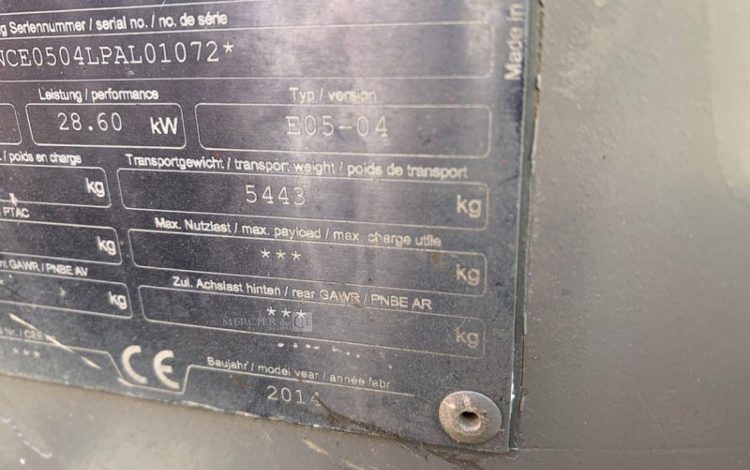 g Seriennummer / serial no. / no. de série
NCE0504LPAL01072*
Made in
Leistung / performance
Typ / version
28.60 kW
E05-04
/ poids en charge
Transportgewicht / transport weight / poids de transport
kg
5443 kg
PTAC
Max. Nutzlast / max. payload / max. charge utile
kg
*** kg
GAWR / PNBE AV
Zul. Achslast hinten / rear GAWR / PNBE AR
kg
*** kg
Nr. / CEE
***
CE
Baujahr / model year / année fabr.
2014